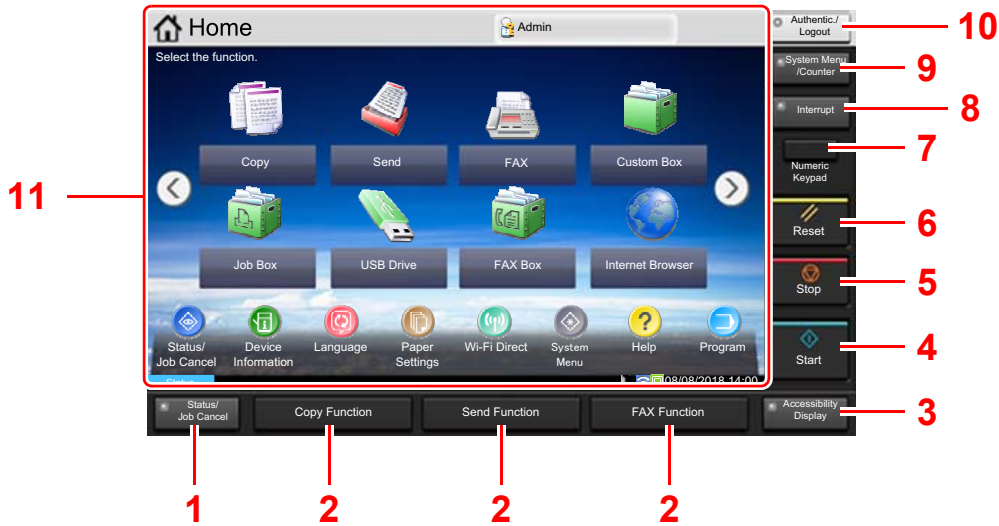 Home
Admin
Select the function.
Copy
Send
FAX
Custom Box
Job Box
USB Drive
FAX Box
Internet Browser
Status/
Job Cancel
Device
Information
Language
Paper
Settings
Wi-Fi Direct
System
Menu
Help
Program
Status
08/08/2018 14:00
Authentic./
Logout
10
System Menu
/Counter
9
Interrupt
8
Numeric
Keypad
7
Reset
6
Stop
5
Start
4
Accessibility
Display
3
11
Status/
Job Cancel
Copy Function
Send Function
FAX Function
1
2
2
2